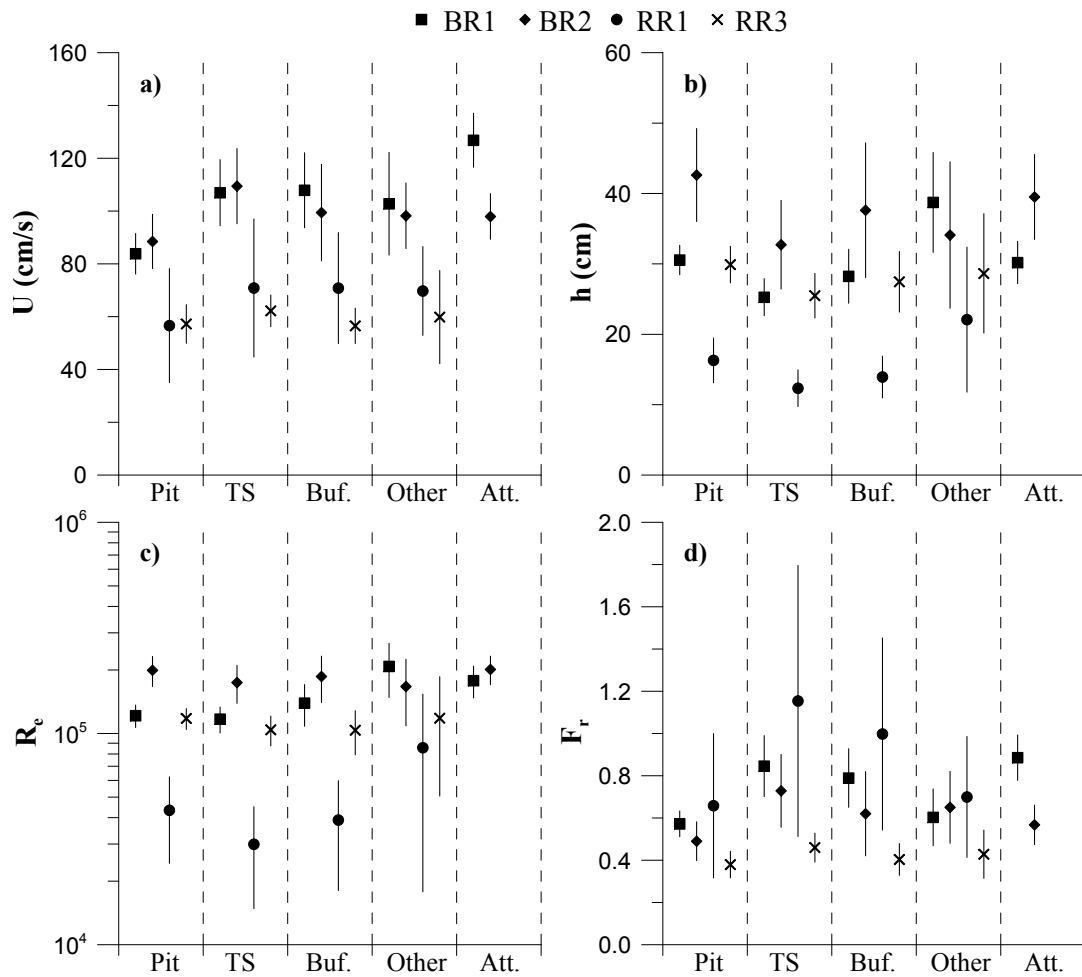 BR1 BR2 RR1 RR3
a) b)
160 120 80 40 0
U (cm/s)
60 40 20 0
h (cm)
Pit TS Buf. Other Att.
Pit TS Buf. Other Att.
c) d)
10^6 10^5 10^4
R_e
2.0 1.6 1.2 0.8 0.4 0.0
F_r
Pit TS Buf. Other Att.
Pit TS Buf. Other Att.